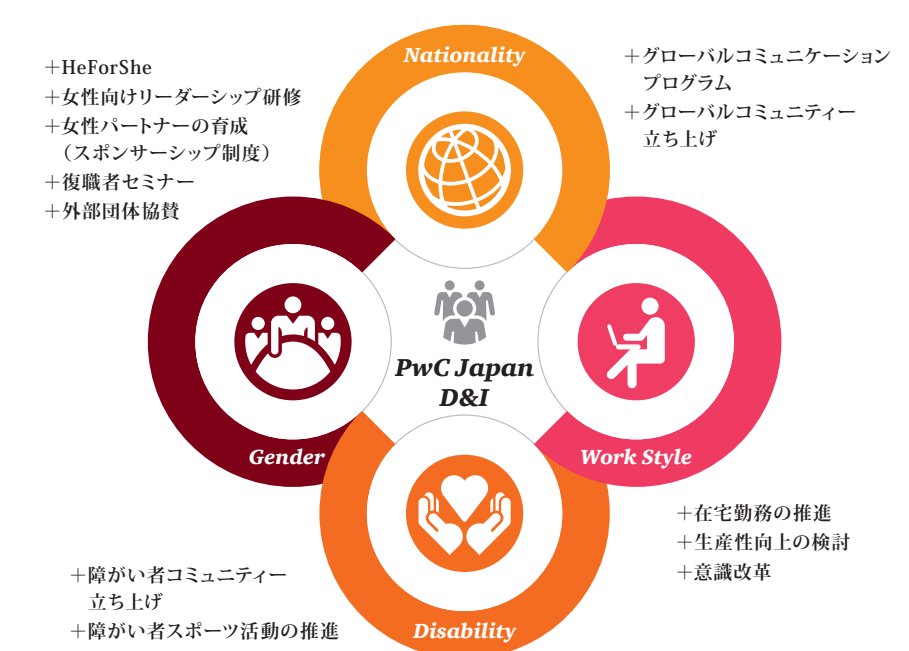 Nationality
＋HeForShe
＋女性向けリーダーシップ研修
＋女性パートナーの育成
（スポンサーシップ制度）
＋復職者セミナー
＋外部団体協賛
＋グローバルコミュニケーション
プログラム
＋グローバルコミュニティー
立ち上げ
PwC Japan
D&I
Gender
Work Style
＋在宅勤務の推進
＋生産性向上の検討
＋意識改革
＋障がい者コミュニティー
立ち上げ
＋障がい者スポーツ活動の推進
Disability